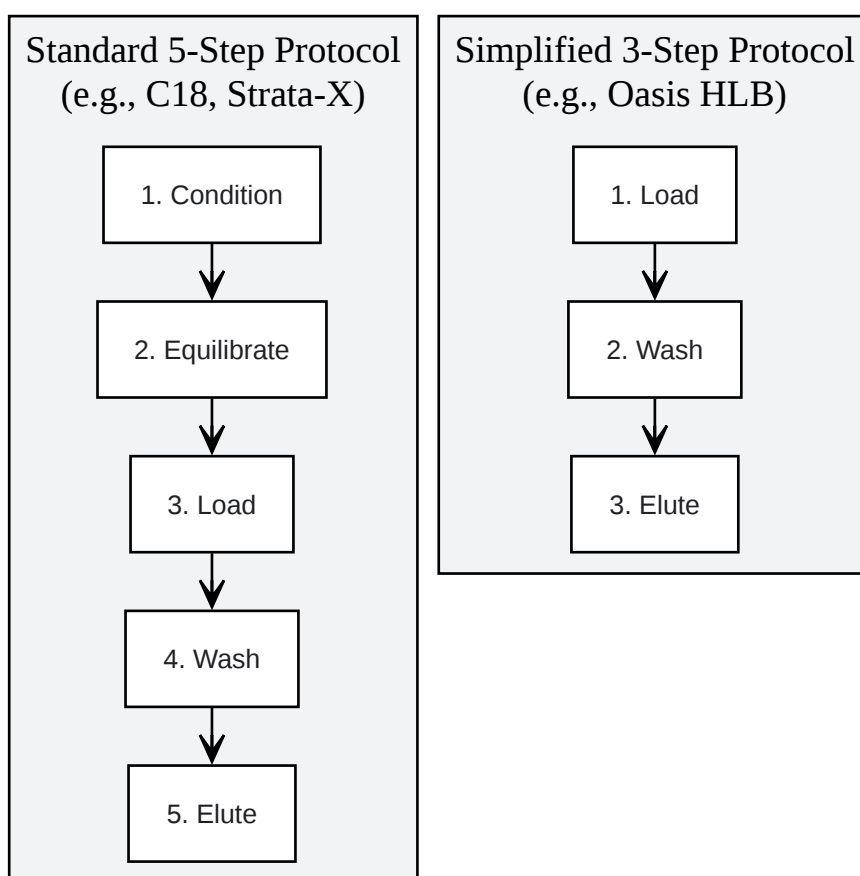 Standard 5-Step Protocol
(e.g., C18, Strata-X)
1. Condition
2. Equilibrate
3. Load
4. Wash
5. Elute
Simplified 3-Step Protocol
(e.g., Oasis HLB)
1. Load
2. Wash
3. Elute